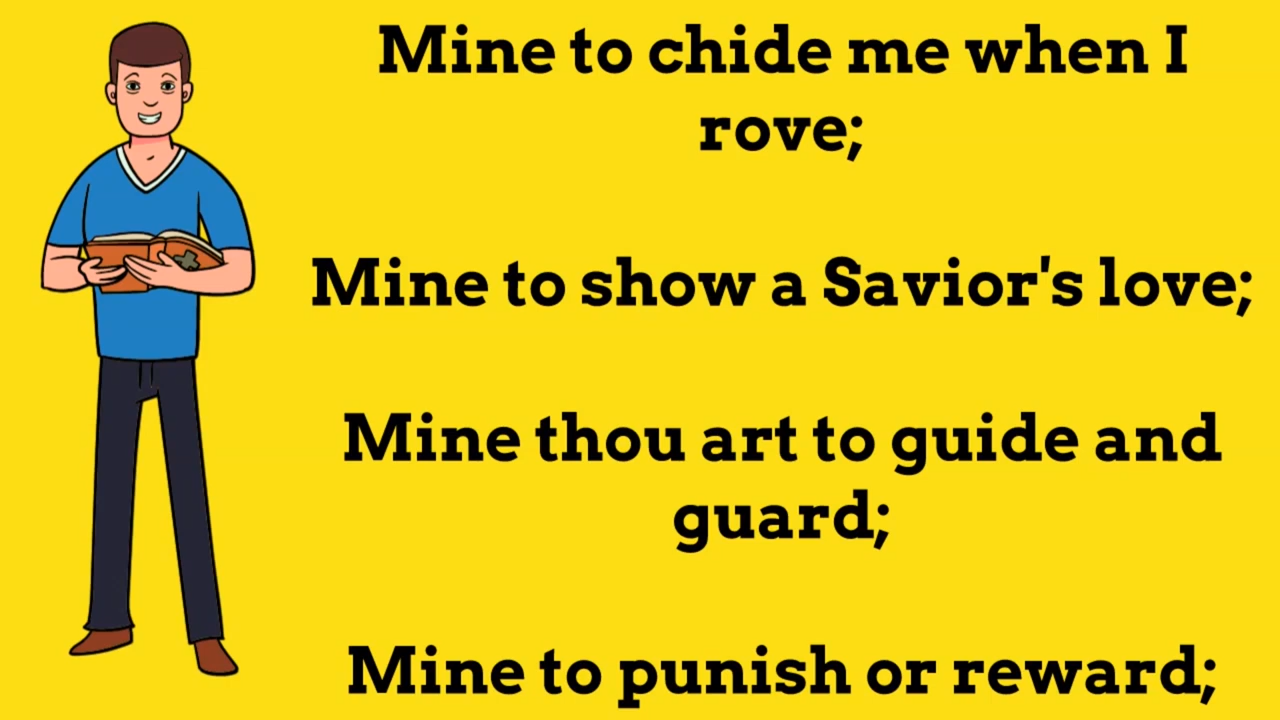 Mine to chide me when I
rove;
Mine to show a Savior's love;
Mine thou art to guide and
guard;
Mine to punish or reward;